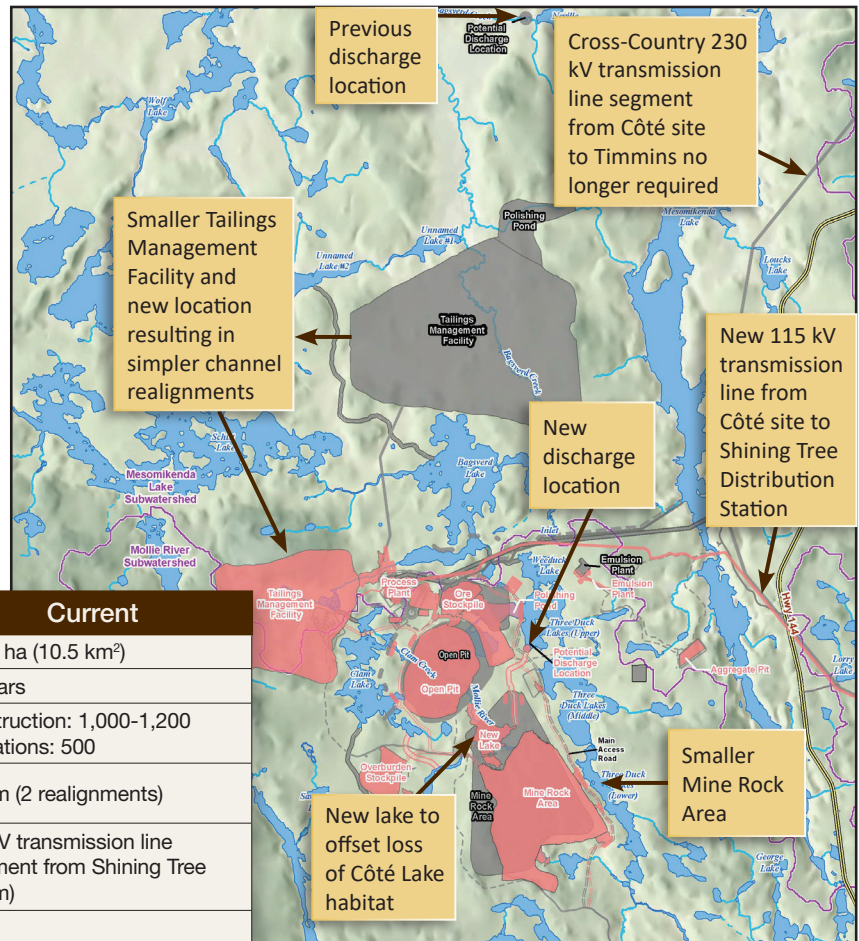 Previous
discharge
location
Potential
Discharge
Location
Cross-Country 230
kV transmission
line segment
from Côté site
to Timmins no
longer required
Wolf
Lake
Mesomikenda
Lake
Loucks
Lake
Smaller Tailings
Management
Facility and
new location
resulting in
simpler channel
realignments
Unnamed
Lake #1
Unnamed
Lake #2
Polishing
Pond
Tailings
Management
Facility
Bagsverd Creek
New 115 kV
transmission
line from
Côté site to
Shining Tree
Distribution
Station
New
discharge
location
Lake
Bagsverd
Lake
Mesomikenda
Lake
Subwatershed
Mollie River
Subwatershed
Inlet
Weeduck
Lake
Emulsion
Plant
Emulsion
Plant
Tailings
Management
Facility
Process
Plant
Ore
Stockpile
Polishing
Pond
Three Duck
Lakes (Upper)
Potential
Discharge
Location
Hwy 144
Open Pit
Open Pit
Clam Creek
Clam
Lake
Mollie River
Aggregate Pit
Lorry
Lake
Three
Duck Lakes
(Middle)
New
Lake
Main
Access
Road
Overburden
Stockpile
Mine
Rock
Area
Mine Rock
Area
Three Duck
Lakes
(Lower)
Smaller
Mine Rock
Area
New lake to
offset loss
of Côté Lake
habitat
George
Lake
Current
ha (10.5 km²)
ars
truction: 1,000-1,200
ations: 500
m (2 realignments)
V transmission line
ment from Shining Tree
m)